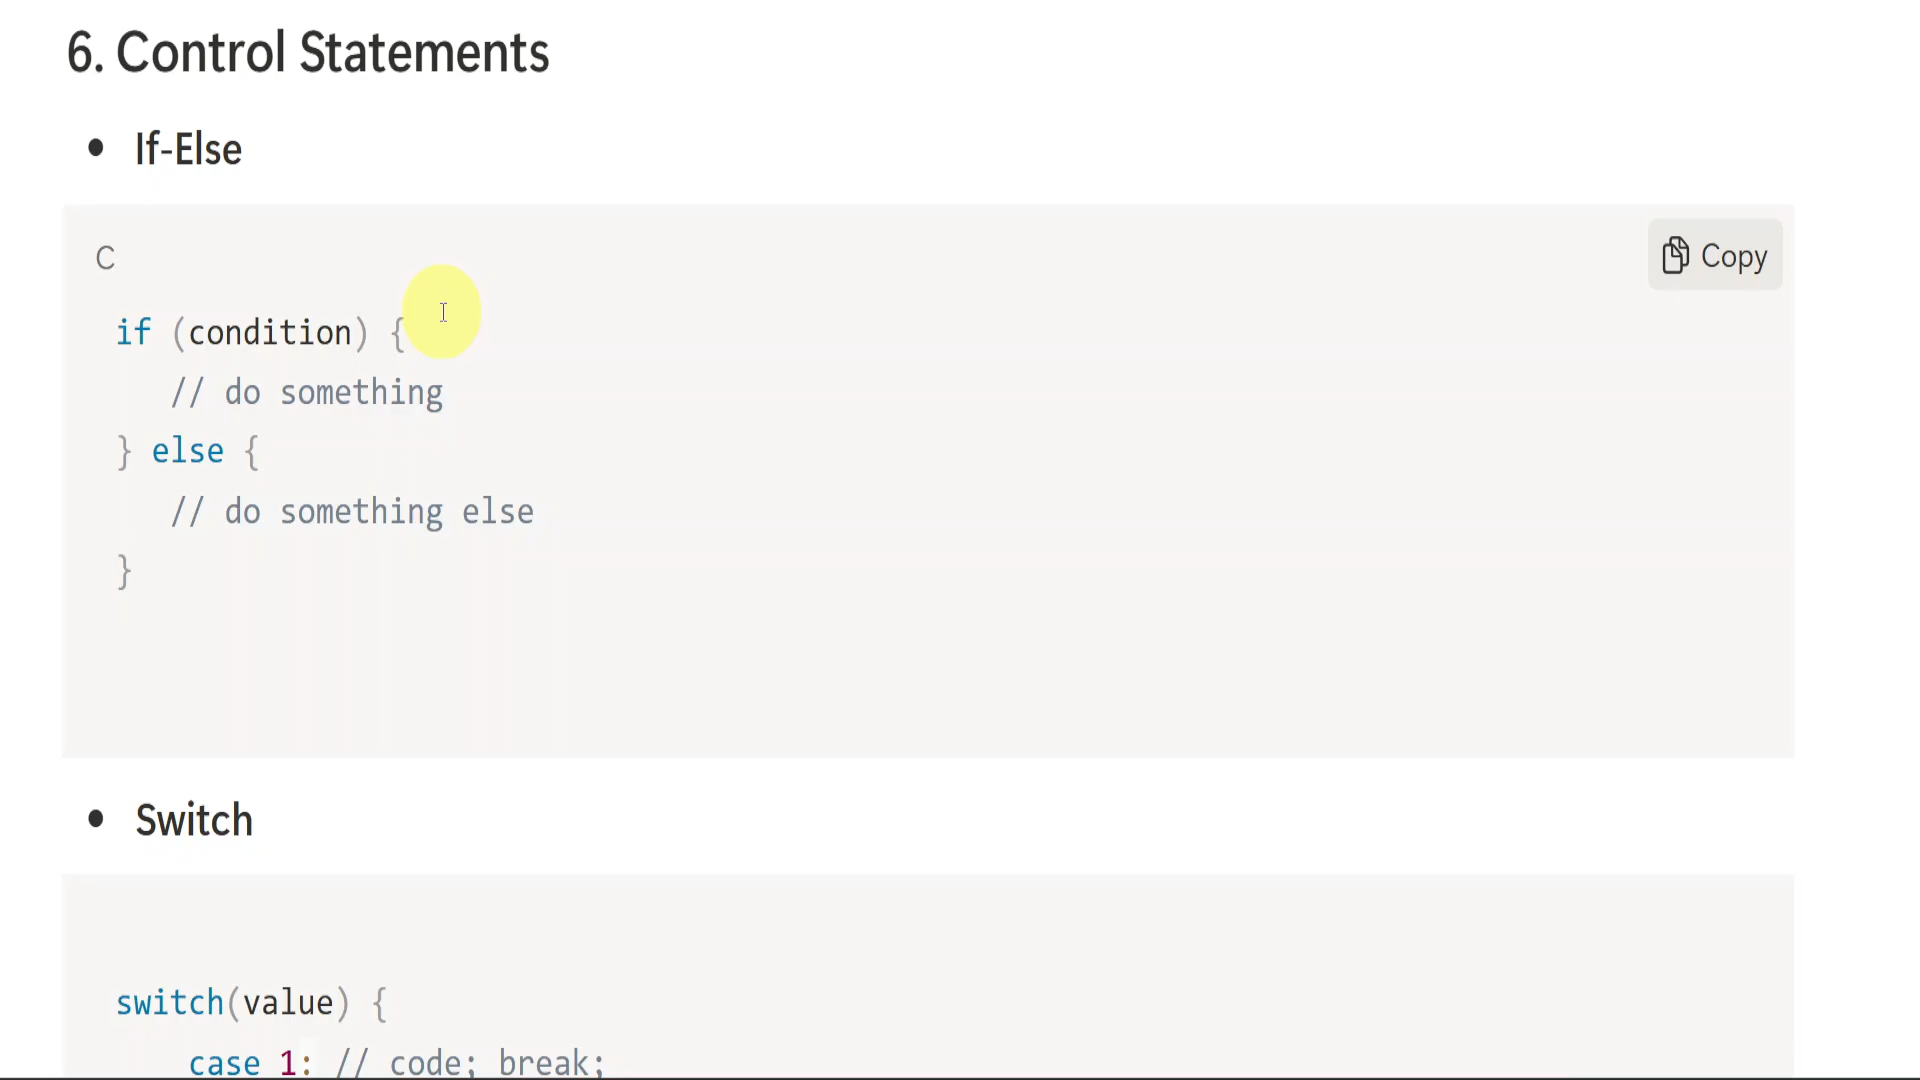 6. Control Statements
• If-Else
C
Copy
if (condition) {
// do something
} else {
// do something else
}
• Switch
switch(value) {
case 1: // code; break;